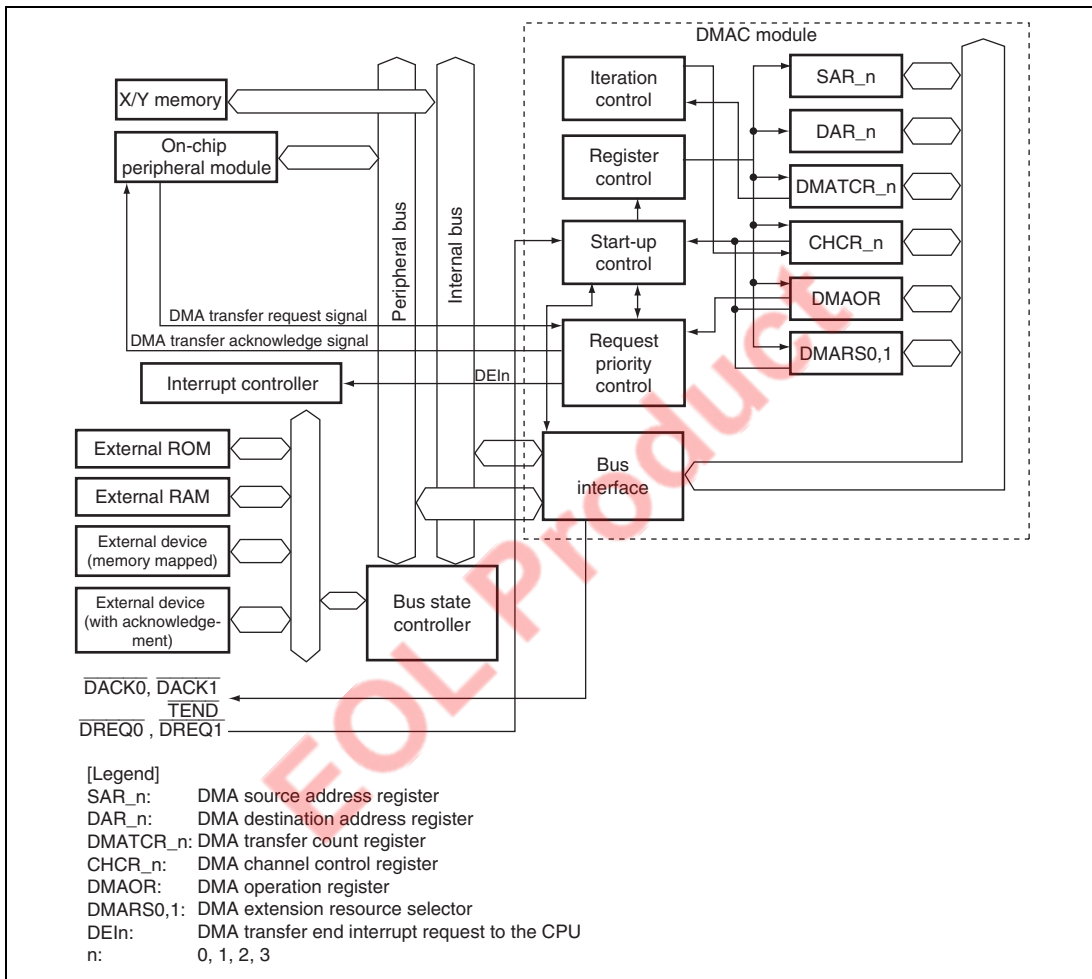 DMAC module
X/Y memory
On-chip
peripheral module
Iteration
control
Register
control
Start-up
control
Request
priority
control
Bus
interface
SAR_n
DAR_n
DMATCR_n
CHCR_n
DMAOR
DMARS0,1
Peripheral bus
Internal bus
DMA transfer request signal
DMA transfer acknowledge signal
Interrupt controller
DEIn
External ROM
External RAM
External device
(memory mapped)
External device
(with acknowledge-
ment)
Bus state
controller
DACK0, DACK1
TEND
DREQ0 , DREQ1
EOL Product
[Legend]
SAR_n: DMA source address register
DAR_n: DMA destination address register
DMATCR_n: DMA transfer count register
CHCR_n: DMA channel control register
DMAOR: DMA operation register
DMARS0,1: DMA extension resource selector
DEIn: DMA transfer end interrupt request to the CPU
n: 0, 1, 2, 3